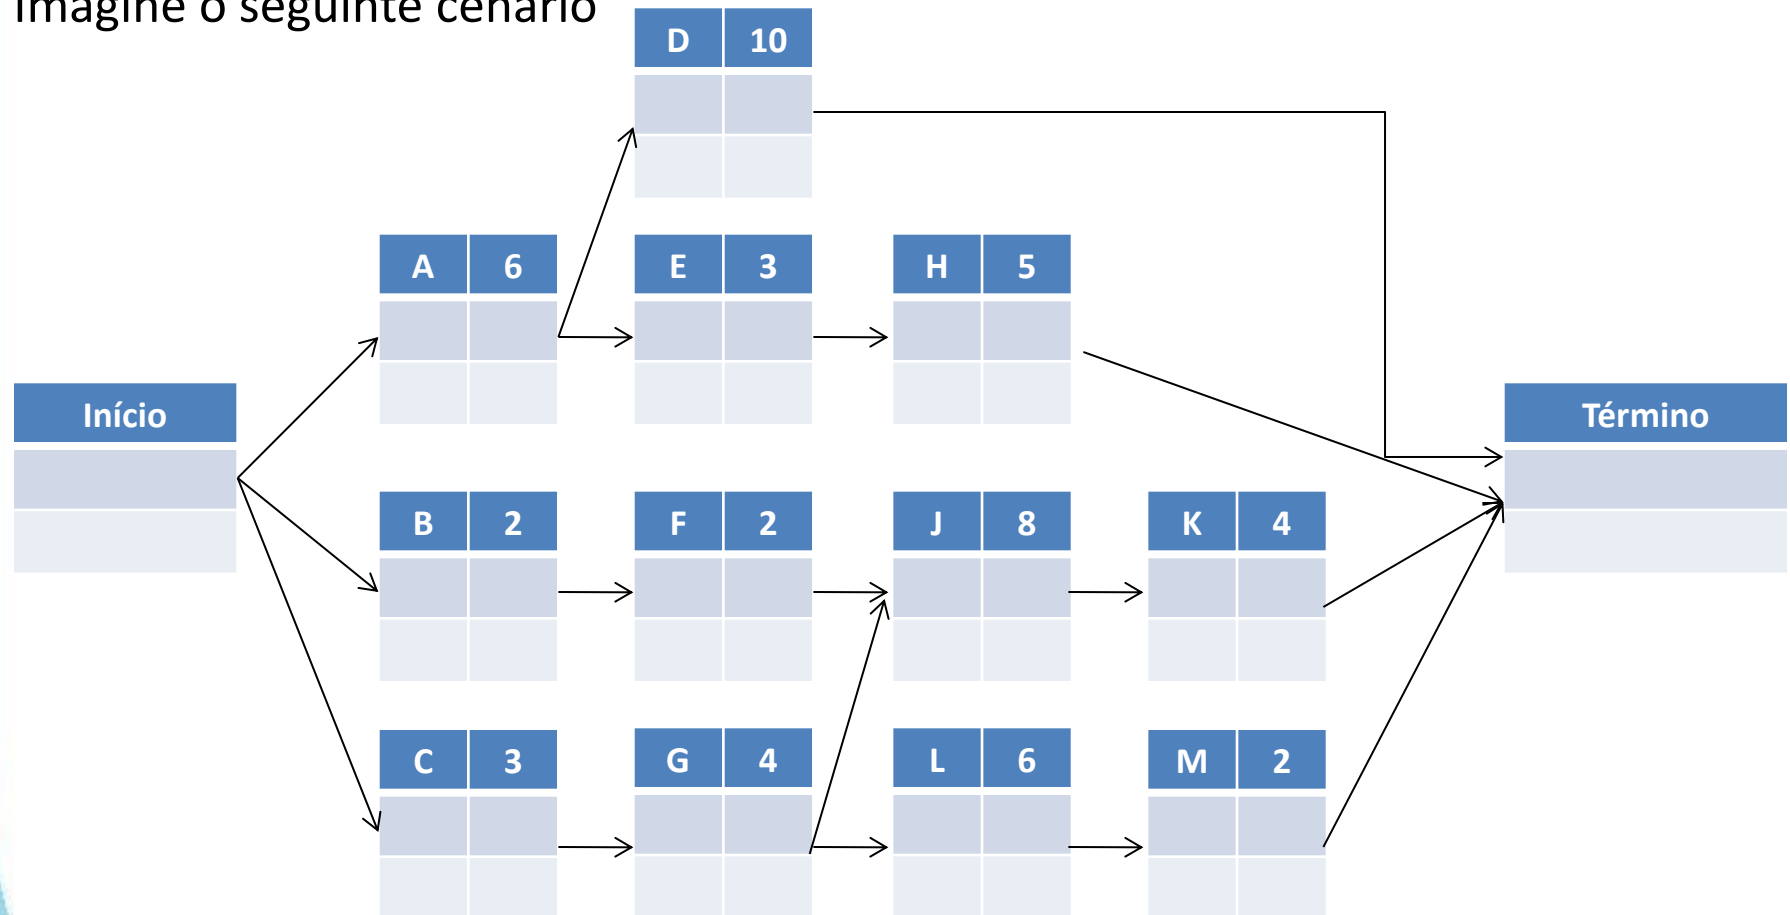 Imagine o seguinte cenário
D 10
A 6
E 3
H 5
Início
Término
B 2
F 2
J 8
K 4
C 3
G 4
L 6
M 2